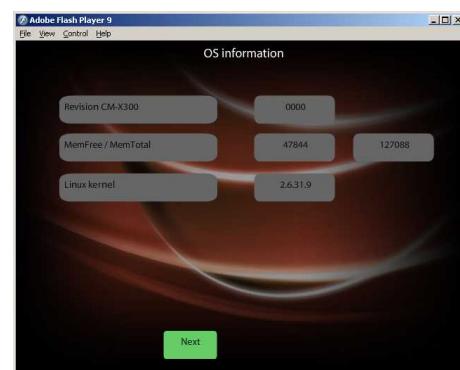 Adobe Flash Player 9
File View Control Help
OS information
Revision CM-X300 0000
MemFree / MemTotal 47844 127088
Linux kernel 2.6.31.9
Next